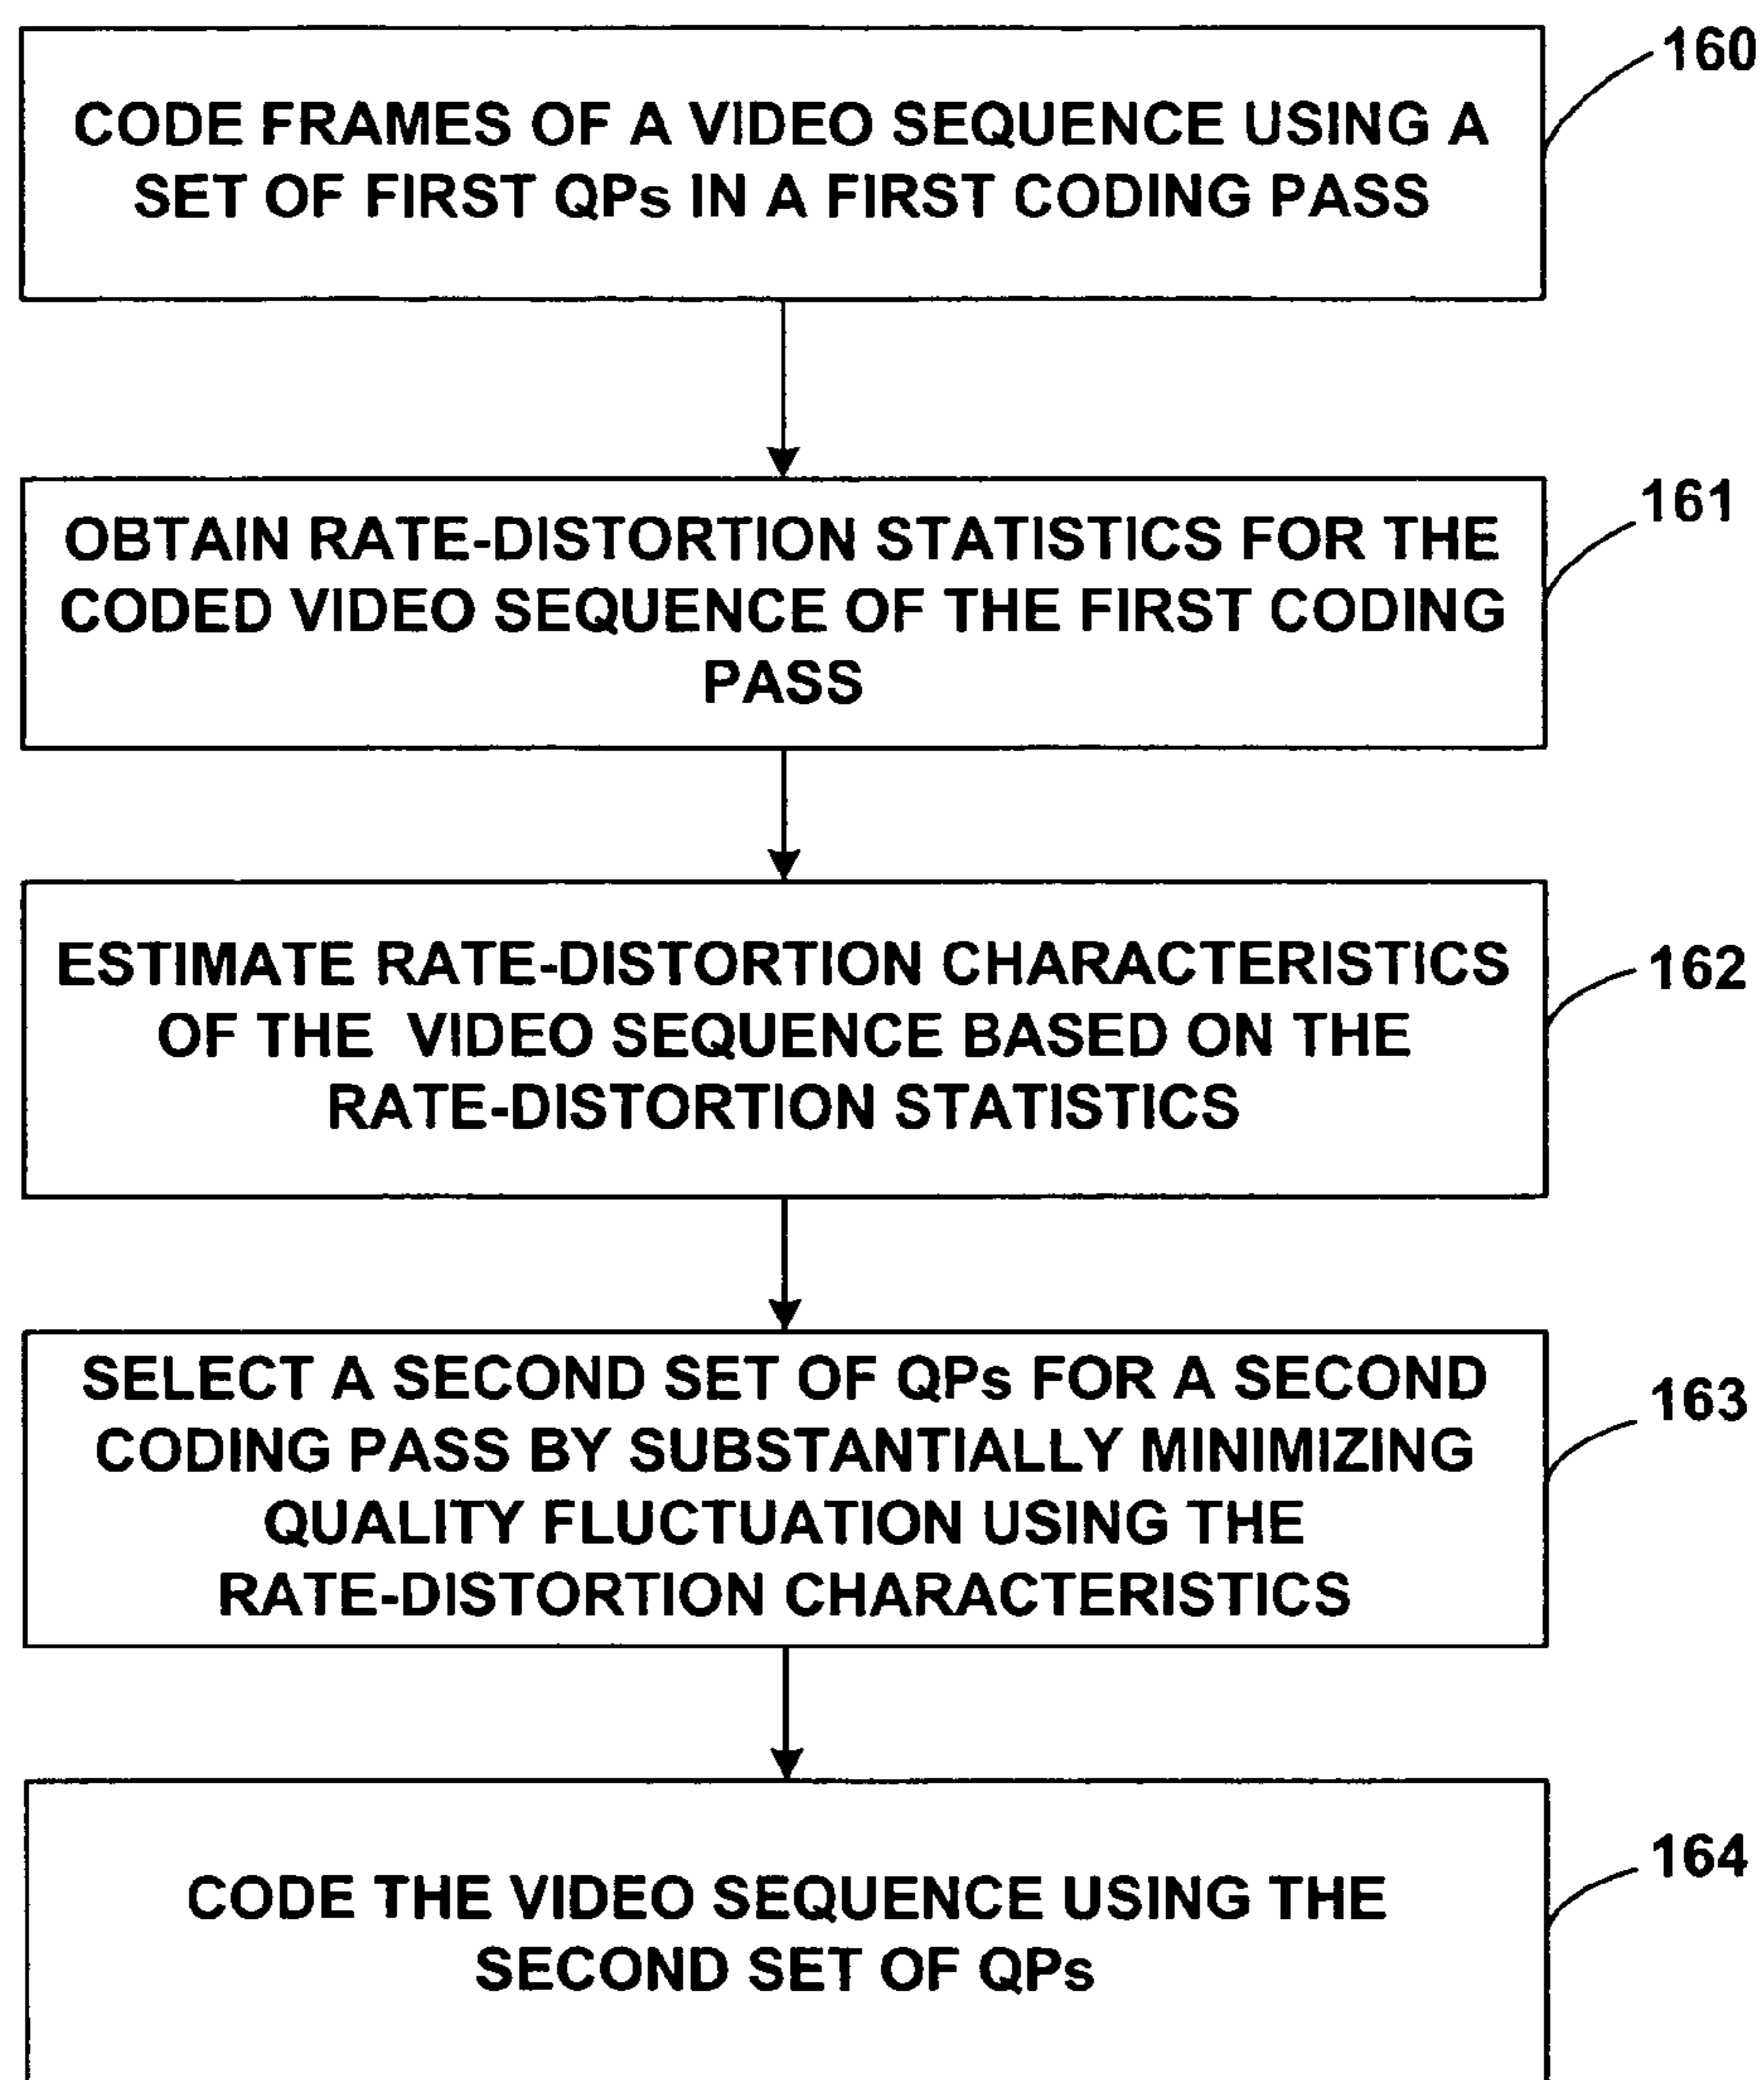 160
CODE FRAMES OF A VIDEO SEQUENCE USING A
SET OF FIRST QPs IN A FIRST CODING PASS
161
OBTAIN RATE-DISTORTION STATISTICS FOR THE
CODED VIDEO SEQUENCE OF THE FIRST CODING
PASS
162
ESTIMATE RATE-DISTORTION CHARACTERISTICS
OF THE VIDEO SEQUENCE BASED ON THE
RATE-DISTORTION STATISTICS
163
SELECT A SECOND SET OF QPs FOR A SECOND
CODING PASS BY SUBSTANTIALLY MINIMIZING
QUALITY FLUCTUATION USING THE
RATE-DISTORTION CHARACTERISTICS
164
CODE THE VIDEO SEQUENCE USING THE
SECOND SET OF QPs